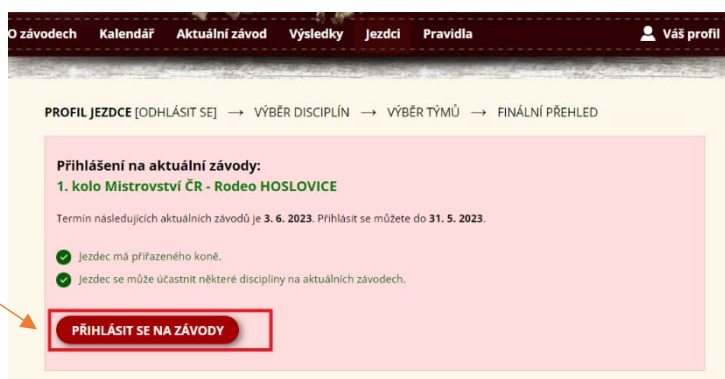 O závodech Kalendář Aktuální závod Výsledky Jezdci Pravidla Váš profil
PROFIL JEZDCE [ODHLÁSIT SE] → VÝBĚR DISCIPLÍN → VÝBĚR TÝMŮ → FINÁLNÍ PŘEHLED
Přihlášení na aktuální závody:
1. kolo Mistrovství ČR - Rodeo HOSLOVICE
Termín následujících aktuálních závodů je 3. 6. 2023. Přihlásit se můžete do 31. 5. 2023.
Jezdec má přiřazeného koně.
Jezdec se může účastnit některé disciplíny na aktuálních závodech.
PŘIHLÁSIT SE NA ZÁVODY